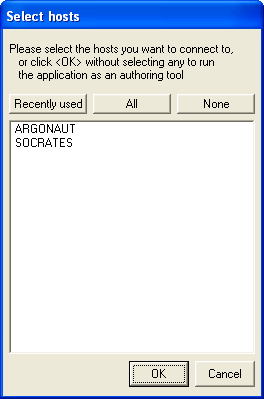 Select hosts
Please select the hosts you want to connect to,
or click <OK> without selecting any to run
the application as an authoring tool
Recently used All None
ARGONAUT
SOCRATES
OK Cancel